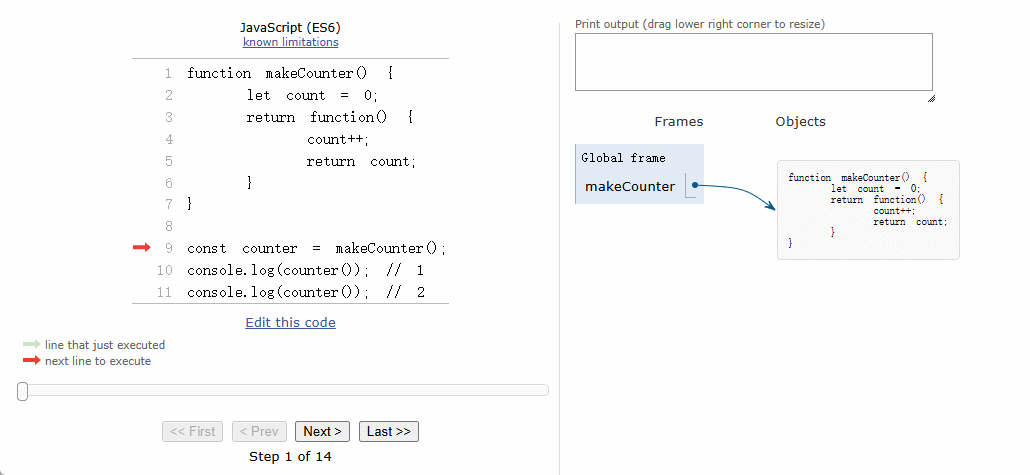 JavaScript (ES6)
known limitations
1 function makeCounter() {
2 let count = 0;
3 return function() {
4 count++;
5 return count;
6 }
7 }
8
9 const counter = makeCounter();
10 console.log(counter()); // 1
11 console.log(counter()); // 2
Edit this code
line that just executed
next line to execute
<< First
< Prev
Next >
Last >>
Step 1 of 14
Print output (drag lower right corner to resize)
Frames
Objects
Global frame
makeCounter
function makeCounter() {
let count = 0;
return function() {
count++;
return count;
}
}